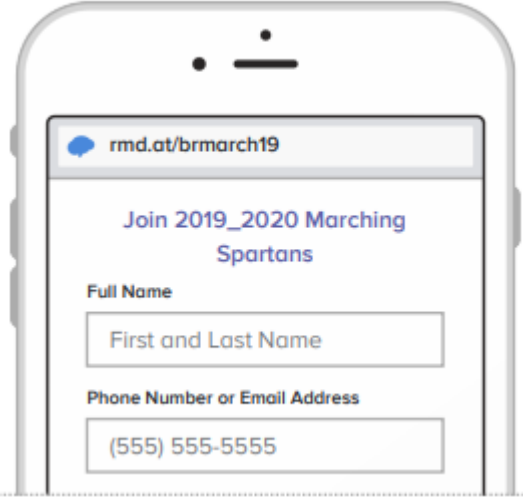 rmd.at/brmarch19
Join 2019_2020 Marching
Spartans
Full Name
First and Last Name
Phone Number or Email Address
(555) 555-5555